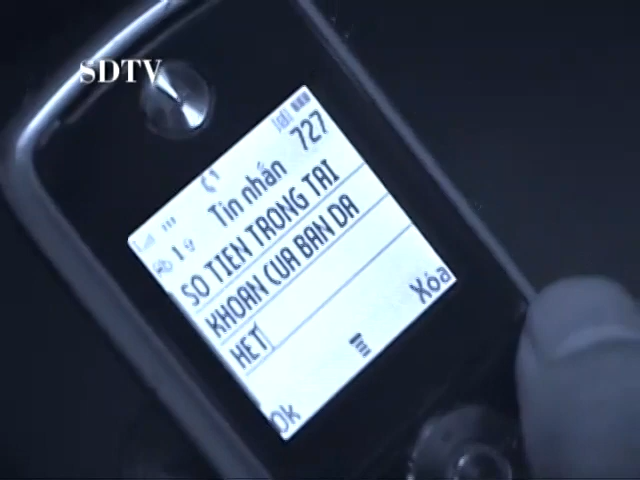 SDTV
Tin nhắn 727
SO TIEN TRONG TAI
KHOAN CUA BAN DA
HET
Ok Xóa